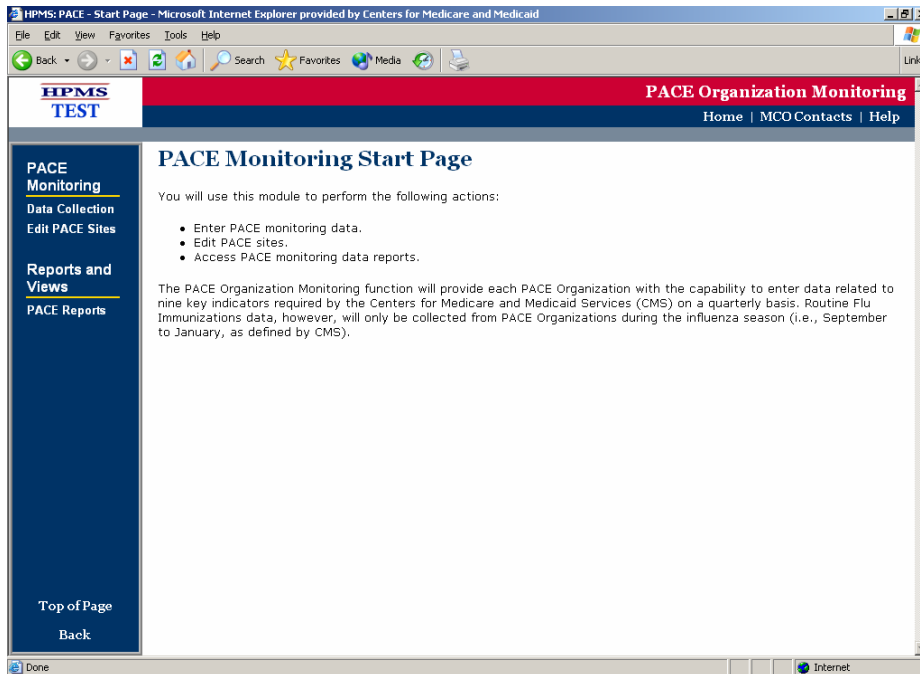 HPMS: PACE - Start Page - Microsoft Internet Explorer provided by Centers for Medicare and Medicaid
File Edit View Favorites Tools Help
Back Search Favorites Media
Link
HPMS
TEST
PACE Organization Monitoring
Home | MCO Contacts | Help
PACE
Monitoring
Data Collection
Edit PACE Sites
Reports and
Views
PACE Reports
Top of Page
Back
PACE Monitoring Start Page
You will use this module to perform the following actions:
• Enter PACE monitoring data.
• Edit PACE sites.
• Access PACE monitoring data reports.
The PACE Organization Monitoring function will provide each PACE Organization with the capability to enter data related to
nine key indicators required by the Centers for Medicare and Medicaid Services (CMS) on a quarterly basis. Routine Flu
Immunizations data, however, will only be collected from PACE Organizations during the influenza season (i.e., September
to January, as defined by CMS).
Done
Internet